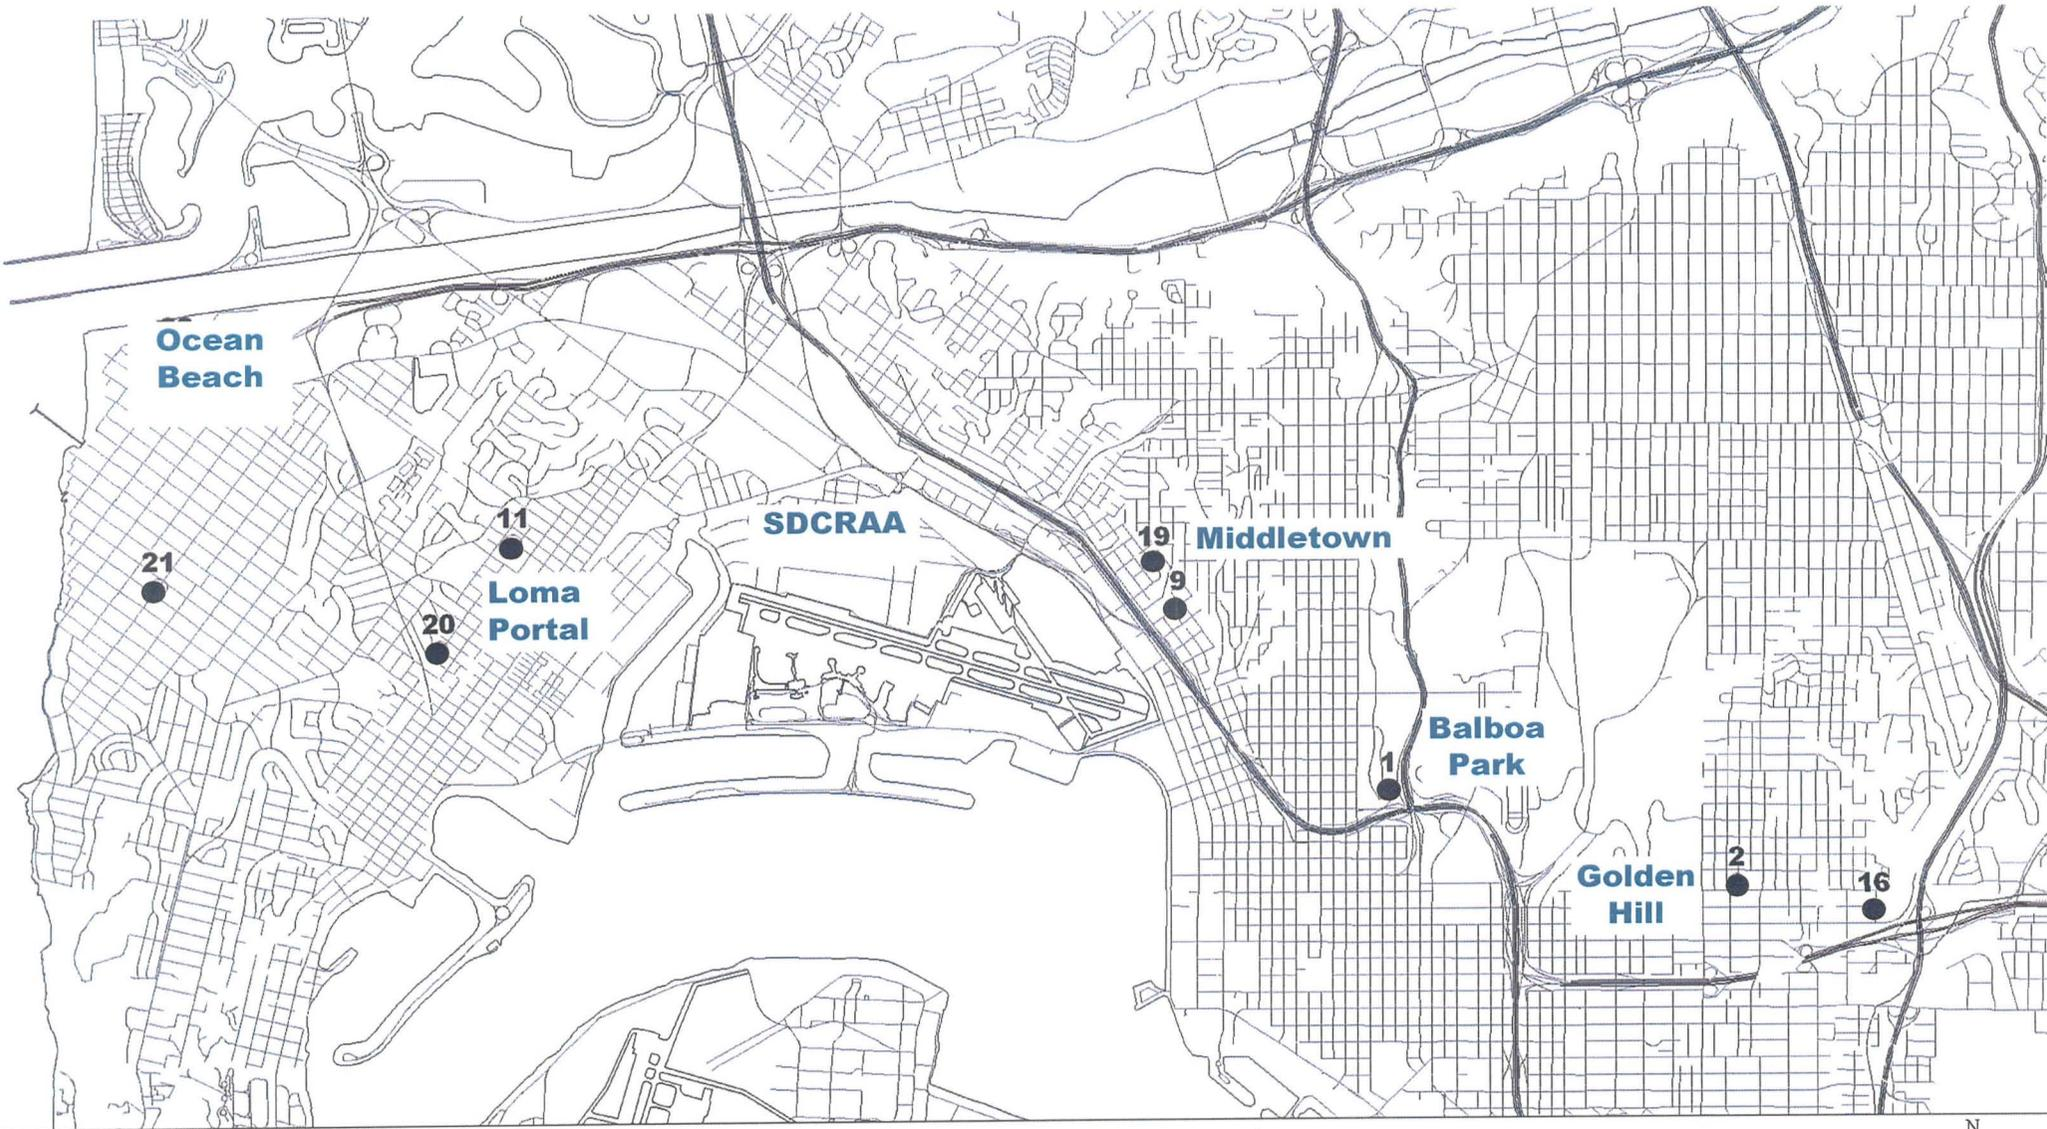 Ocean
Beach
11
SDCRAA
19
Middletown
21
9
Loma
Portal
20
Balboa
Park
1
2
Golden
Hill
16
N